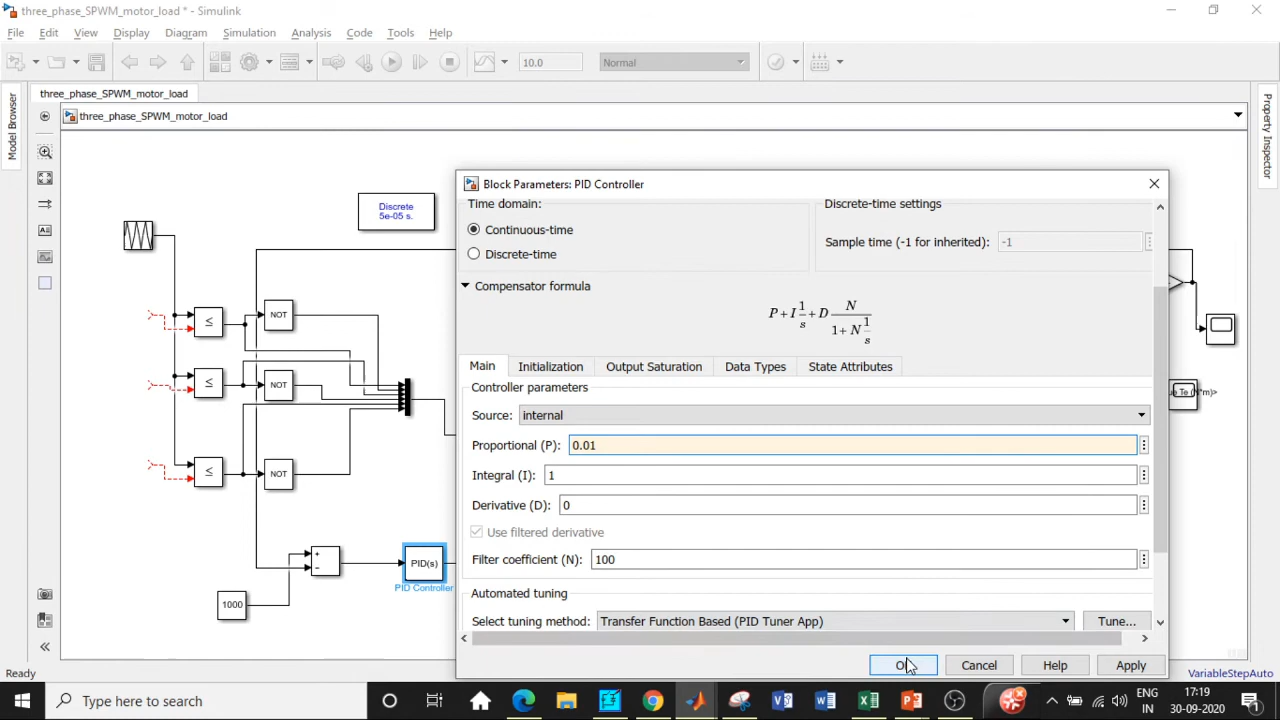 three_phase_SPWM_motor_load * - Simulink
File Edit View Display Diagram Simulation Analysis Code Tools Help
10.0 Normal
three_phase_SPWM_motor_load
three_phase_SPWM_motor_load
Model Browser
Property Inspector
Discrete
5e-05 s.
≤
NOT
≤
NOT
≤
NOT
+
−
1000
PID(s)
PID Controller
Te (N*m)>
Block Parameters: PID Controller
Time domain:
Continuous-time
Discrete-time
Discrete-time settings
Sample time (-1 for inherited): -1
Compensator formula
P+I 1/s +D N/(1+N 1/s)
Main Initialization Output Saturation Data Types State Attributes
Controller parameters
Source: internal
Proportional (P): 0.01
Integral (I): 1
Derivative (D): 0
Use filtered derivative
Filter coefficient (N): 100
Automated tuning
Select tuning method: Transfer Function Based (PID Tuner App) Tune...
OK Cancel Help Apply
Ready
VariableStepAuto
Type here to search
ENG
IN
17:19
30-09-2020